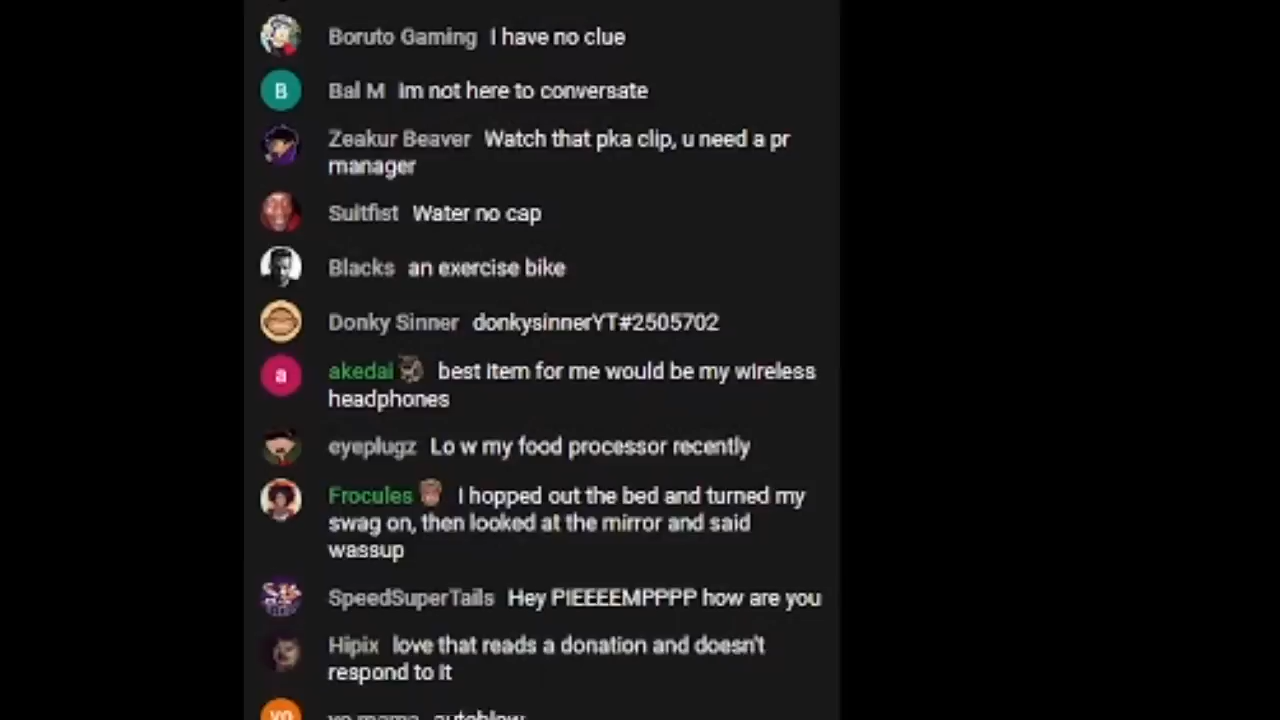 Boruto Gaming I have no clue
B
Bal M Im not here to conversate
Zeakur Beaver Watch that pka clip, u need a pr
manager
Suitfist Water no cap
Blacks an exercise bike
Donky Sinner donkysinnerYT#2505702
a
akedai best item for me would be my wireless
headphones
eyeplugz Lo w my food processor recently
Frocules I hopped out the bed and turned my
swag on, then looked at the mirror and said
wassup
SpeedSuperTails Hey PIEEEEMPPPP how are you
Hipix love that reads a donation and doesn't
respond to it
yo
yo mama autoblow